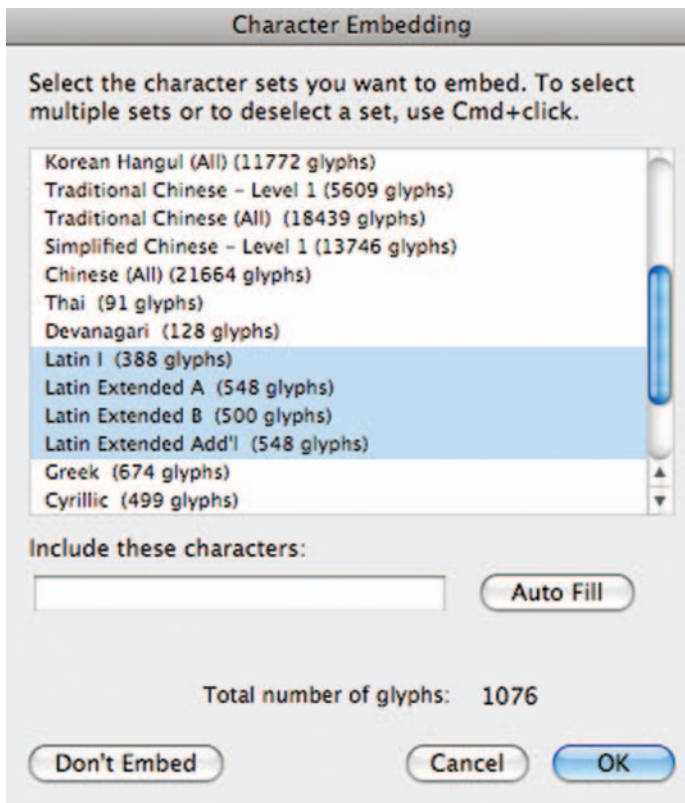 Character Embedding
Select the character sets you want to embed. To select
multiple sets or to deselect a set, use Cmd+click.
Korean Hangul (All) (11772 glyphs)
Traditional Chinese – Level 1 (5609 glyphs)
Traditional Chinese (All) (18439 glyphs)
Simplified Chinese – Level 1 (13746 glyphs)
Chinese (All) (21664 glyphs)
Thai (91 glyphs)
Devanagari (128 glyphs)
Latin I (388 glyphs)
Latin Extended A (548 glyphs)
Latin Extended B (500 glyphs)
Latin Extended Add'l (548 glyphs)
Greek (674 glyphs)
Cyrillic (499 glyphs)
Include these characters:
Auto Fill
Total number of glyphs: 1076
Don't Embed Cancel OK